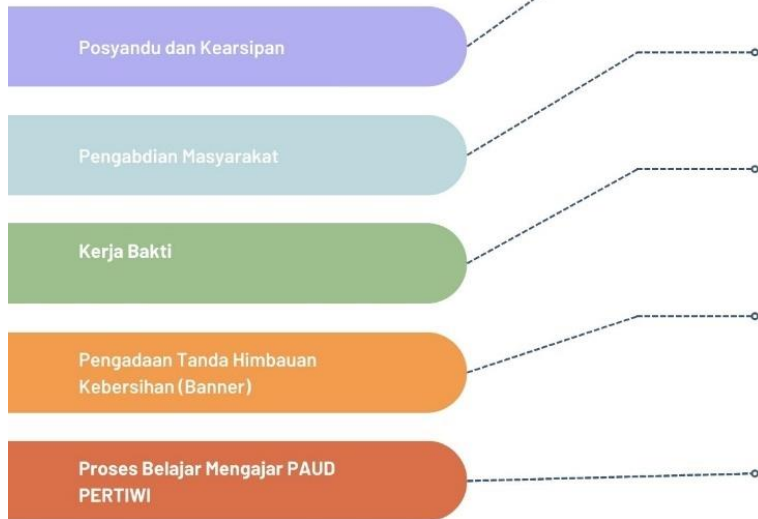 Posyandu dan Kearsipan
Pengabdian Masyarakat
Kerja Bakti
Pengadaan Tanda Himbauan
Kebersihan (Banner)
Proses Belajar Mengajar PAUD
PERTIWI